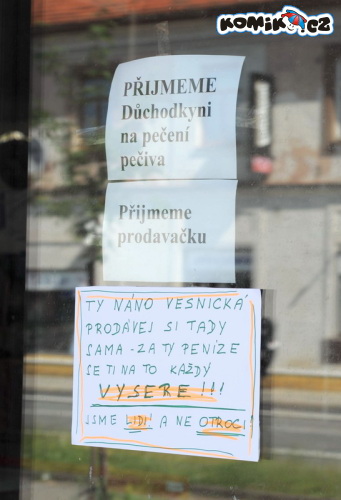 KOMIK.CZ
PŘIJMEME
Důchodkyni
na pečení
pečiva
Přijmeme
prodavačku
TY NÁNO VESNICKÁ
PRODÁVEJ SI TADY
SAMA - ZA TY PENÍZE
SE TI NA TO KAŽDÝ
VYSERE!!!
JSME LIDI A NE OTROCI!